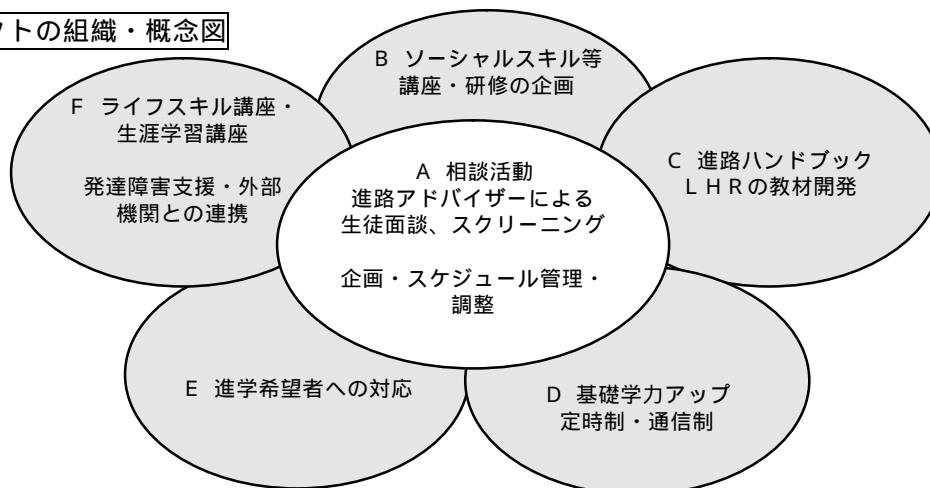 クトの組織・概念図
B ソーシャルスキル等
講座・研修の企画
F ライフスキル講座・
生涯学習講座
発達障害支援・外部
機関との連携
A 相談活動
進路アドバイザーによる
生徒面談、スクリーニング
企画・スケジュール管理・
調整
C 進路ハンドブック
LHRの教材開発
E 進学希望者への対応
D 基礎学力アップ
定時制・通信制